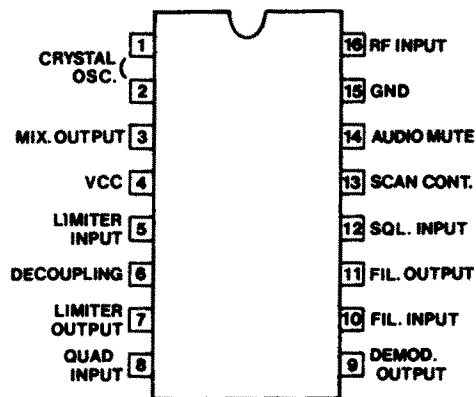 1
CRYSTAL
OSC.
2
MIX. OUTPUT 3
VCC 4
LIMITER
INPUT 5
DECOUPLING 6
LIMITER
OUTPUT 7
QUAD
INPUT 8
16 RF INPUT
15 GND
14 AUDIO MUTE
13 SCAN CONT.
12 SQL. INPUT
11 FIL. OUTPUT
10 FIL. INPUT
9 DEMOD.
OUTPUT